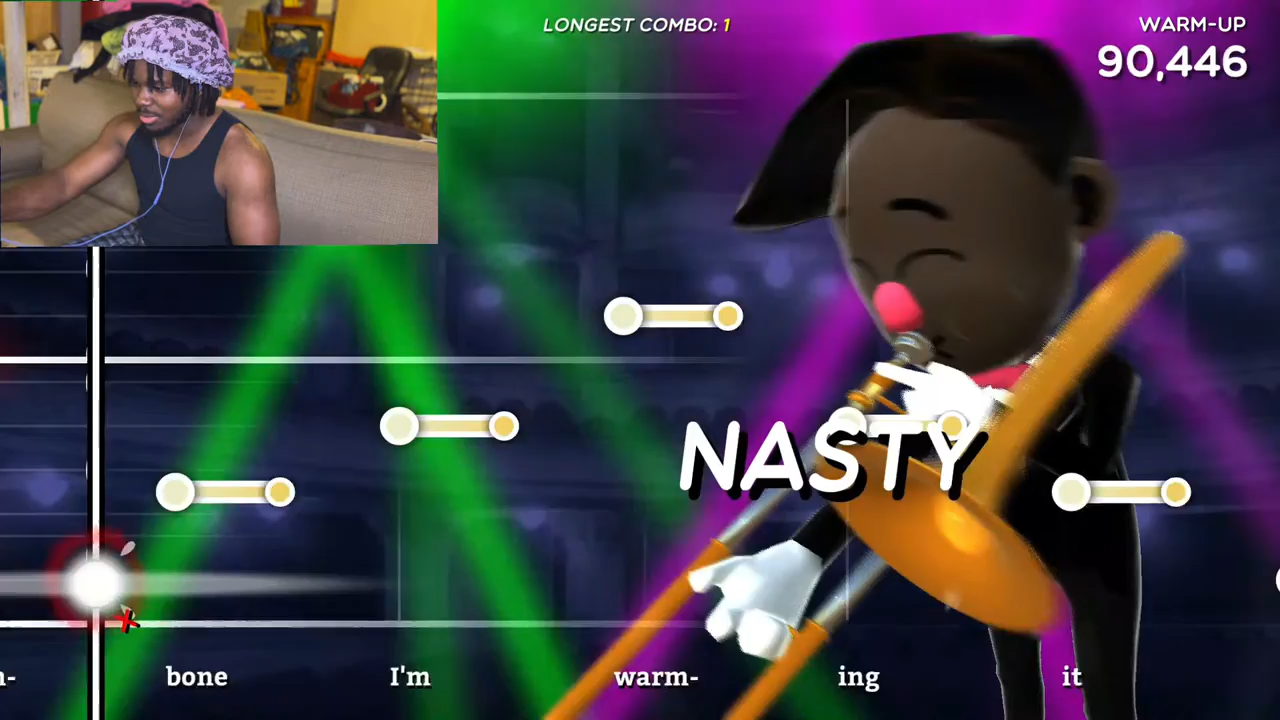 LONGEST COMBO: 1
WARM-UP
90,446
NASTY
bone I'm warm- ing it